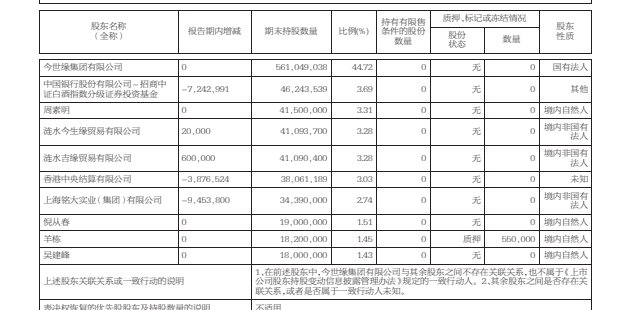 股东名称
（全称）
报告期内增减
期末持股数量
比例(%)
持有有限售
条件的股份
数量
质押、标记或冻结情况
股份
状态
数量
股东
性质
今世缘集团有限公司 0 561,049,038 44.72 0 无 0 国有法人
中国银行股份有限公司－招商中
证白酒指数分级证券投资基金
-7,242,991 46,243,539 3.69 0 无 0 其他
周素明 0 41,500,000 3.31 0 无 0 境内自然人
涟水今生缘贸易有限公司 20,000 41,093,700 3.28 0 无 0 境内非国有
法人
涟水吉缘贸易有限公司 600,000 41,090,400 3.28 0 无 0 境内非国有
法人
香港中央结算有限公司 -3,876,524 38,061,189 3.03 0 无 0 未知
上海铭大实业（集团）有限公司 -9,453,800 34,390,000 2.74 0 无 0 境内非国有
法人
倪从春 0 19,000,000 1.51 0 无 0 境内自然人
羊栋 0 18,200,000 1.45 0 质押 550,000 境内自然人
吴建峰 0 18,000,000 1.43 0 无 0 境内自然人
上述股东关联关系或一致行动的说明
1、在前述股东中，今世缘集团有限公司与其余股东之间不存在关联关系，也不属于《上市
公司股东持股变动信息披露管理办法》规定的一致行动人。2、其余股东之间是否存在关
联关系，或者是否属于一致行动人未知。
表决权恢复的优先股股东及持股数量的说明 不适用